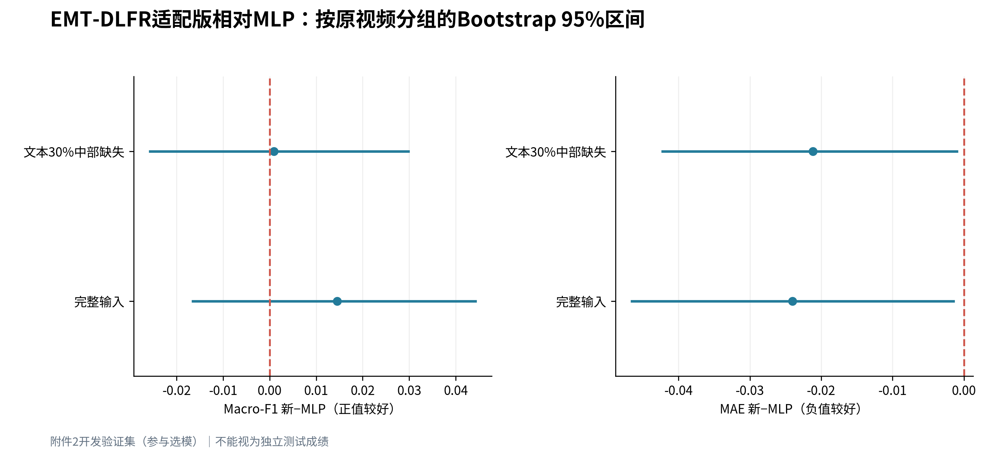 EMT-DLFR适配版相对MLP：按原视频分组的Bootstrap 95%区间
文本30%中部缺失
完整输入
-0.02 -0.01 0.00 0.01 0.02 0.03 0.04
Macro-F1 新−MLP（正值较好）
文本30%中部缺失
完整输入
-0.04 -0.03 -0.02 -0.01 0.00
MAE 新−MLP（负值较好）
附件2开发验证集（参与选模）｜不能视为独立测试成绩